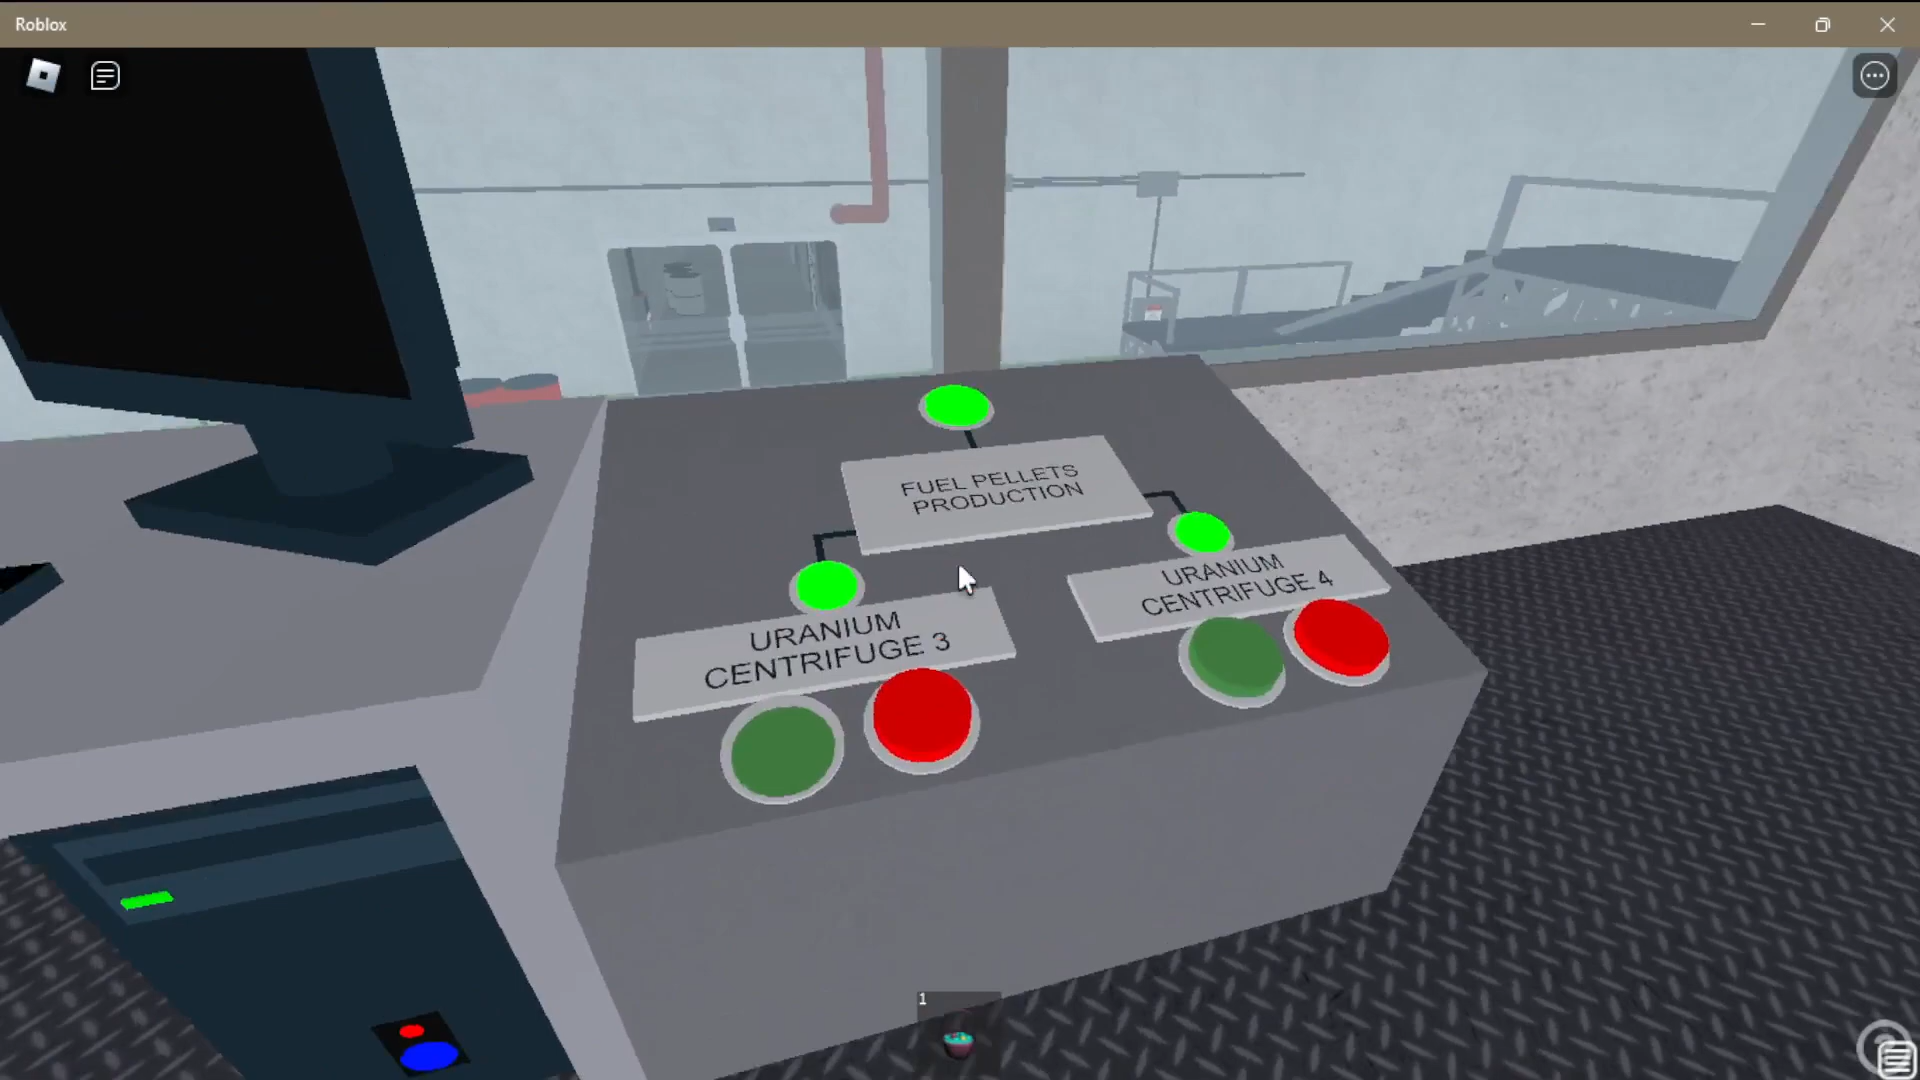 Roblox
FUEL PELLETS
PRODUCTION
URANIUM
CENTRIFUGE 4
URANIUM
CENTRIFUGE 3
1